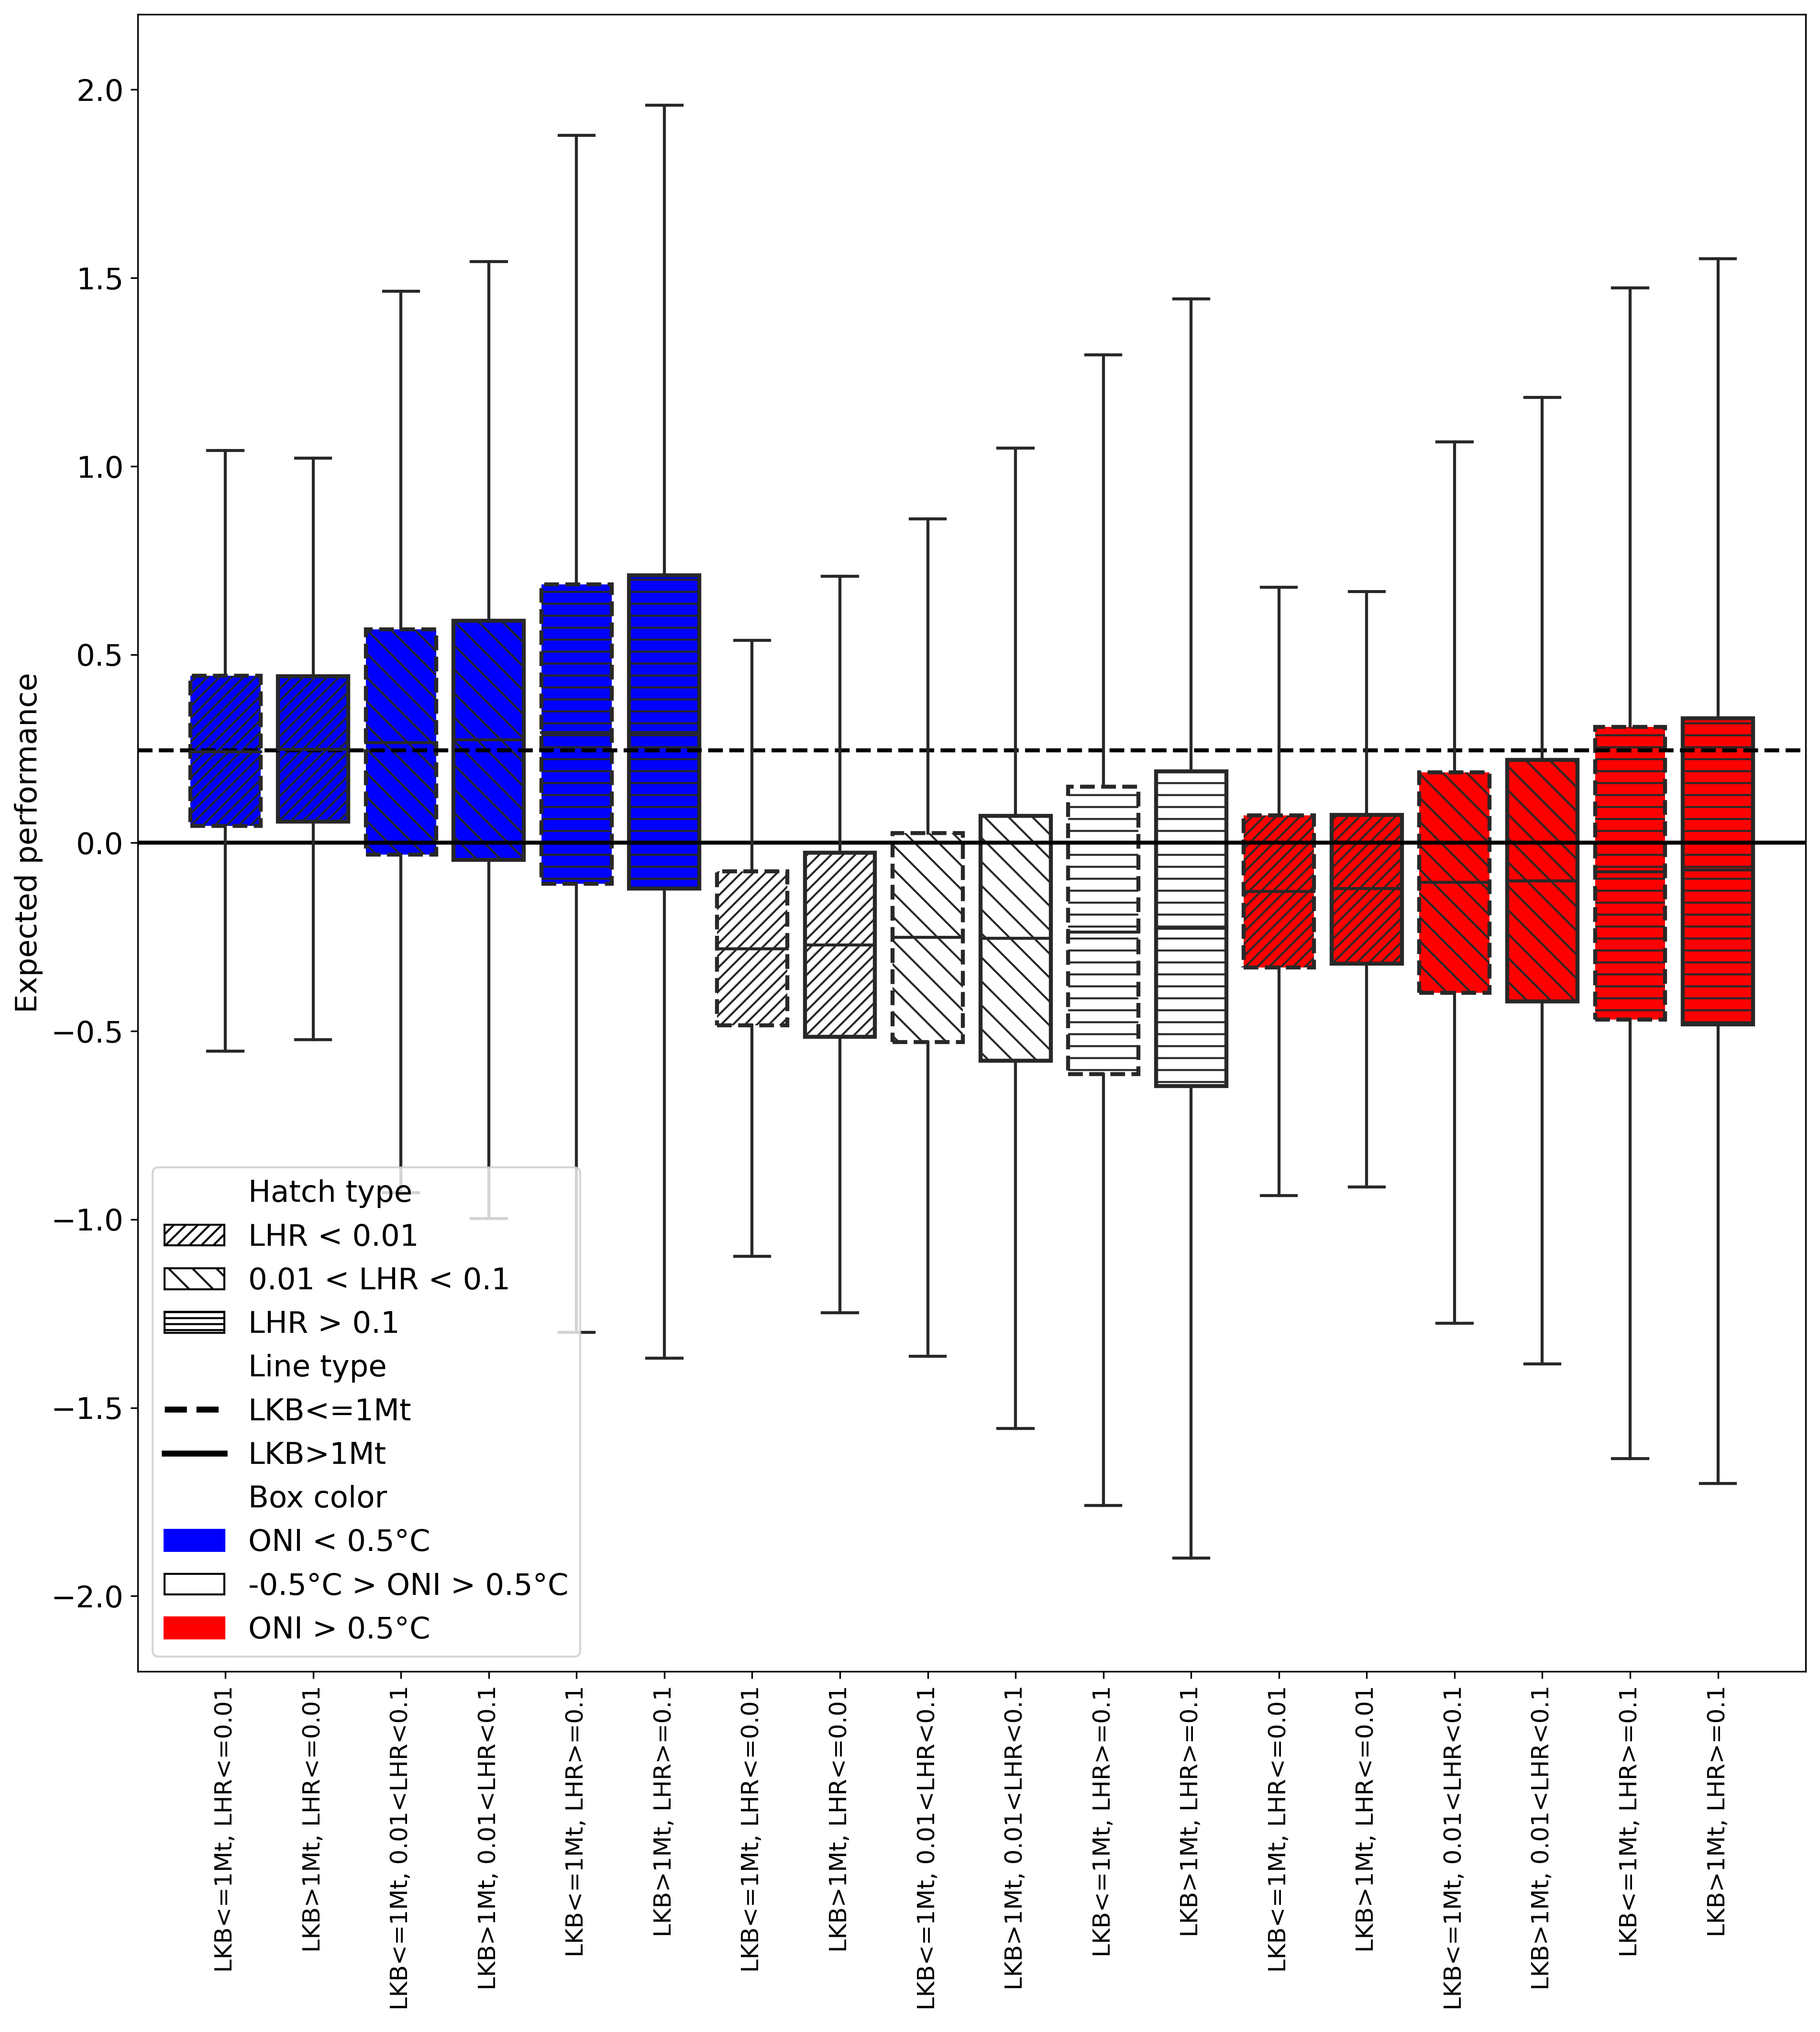 2.0
1.5
1.0
0.5
0.0
−0.5
−1.0
−1.5
−2.0
Expected performance
Hatch type
LHR < 0.01
0.01 < LHR < 0.1
LHR > 0.1
Line type
LKB<=1Mt
LKB>1Mt
Box color
ONI < 0.5°C
-0.5°C > ONI > 0.5°C
ONI > 0.5°C
LKB<=1Mt, LHR<=0.01
LKB>1Mt, LHR<=0.01
LKB<=1Mt, 0.01<LHR<0.1
LKB>1Mt, 0.01<LHR<0.1
LKB<=1Mt, LHR>=0.1
LKB>1Mt, LHR>=0.1
LKB<=1Mt, LHR<=0.01
LKB>1Mt, LHR<=0.01
LKB<=1Mt, 0.01<LHR<0.1
LKB>1Mt, 0.01<LHR<0.1
LKB<=1Mt, LHR>=0.1
LKB>1Mt, LHR>=0.1
LKB<=1Mt, LHR<=0.01
LKB>1Mt, LHR<=0.01
LKB<=1Mt, 0.01<LHR<0.1
LKB>1Mt, 0.01<LHR<0.1
LKB<=1Mt, LHR>=0.1
LKB>1Mt, LHR>=0.1